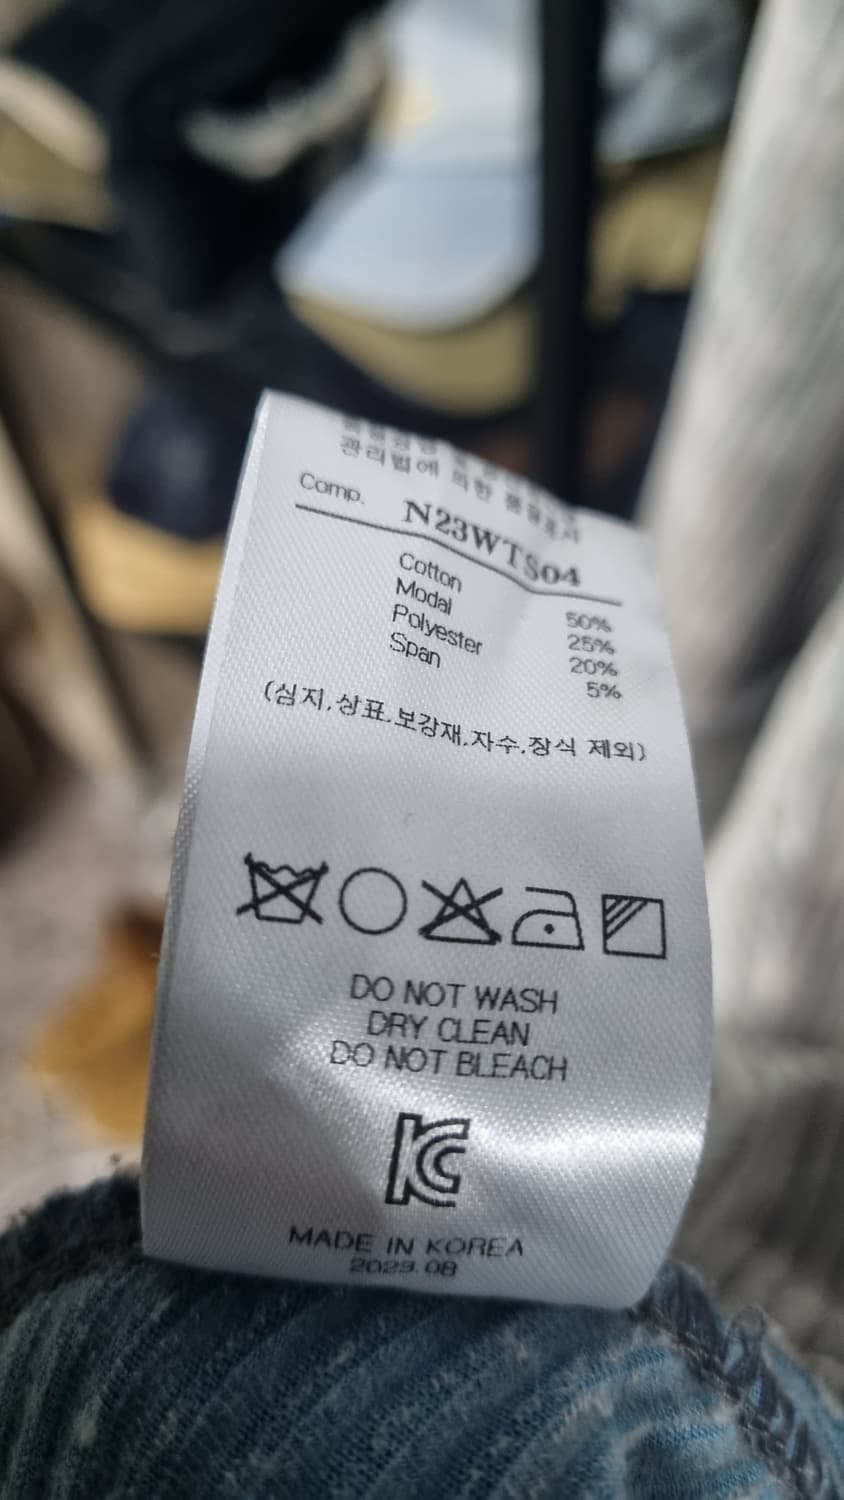 관리법에 의한 품질표시
Comp. N23WTS04
Cotton 50%
Modal 25%
Polyester 20%
Span 5%
(심지.상표.보강재.자수.장식 제외)
DO NOT WASH
DRY CLEAN
DO NOT BLEACH
KC
MADE IN KOREA
2023.08